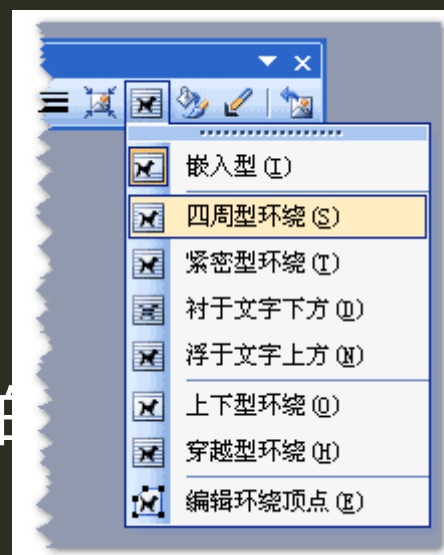 嵌入型(I)
四周型环绕(S)
紧密型环绕(T)
衬于文字下方(D)
浮于文字上方(N)
上下型环绕(O)
穿越型环绕(H)
编辑环绕顶点(E)